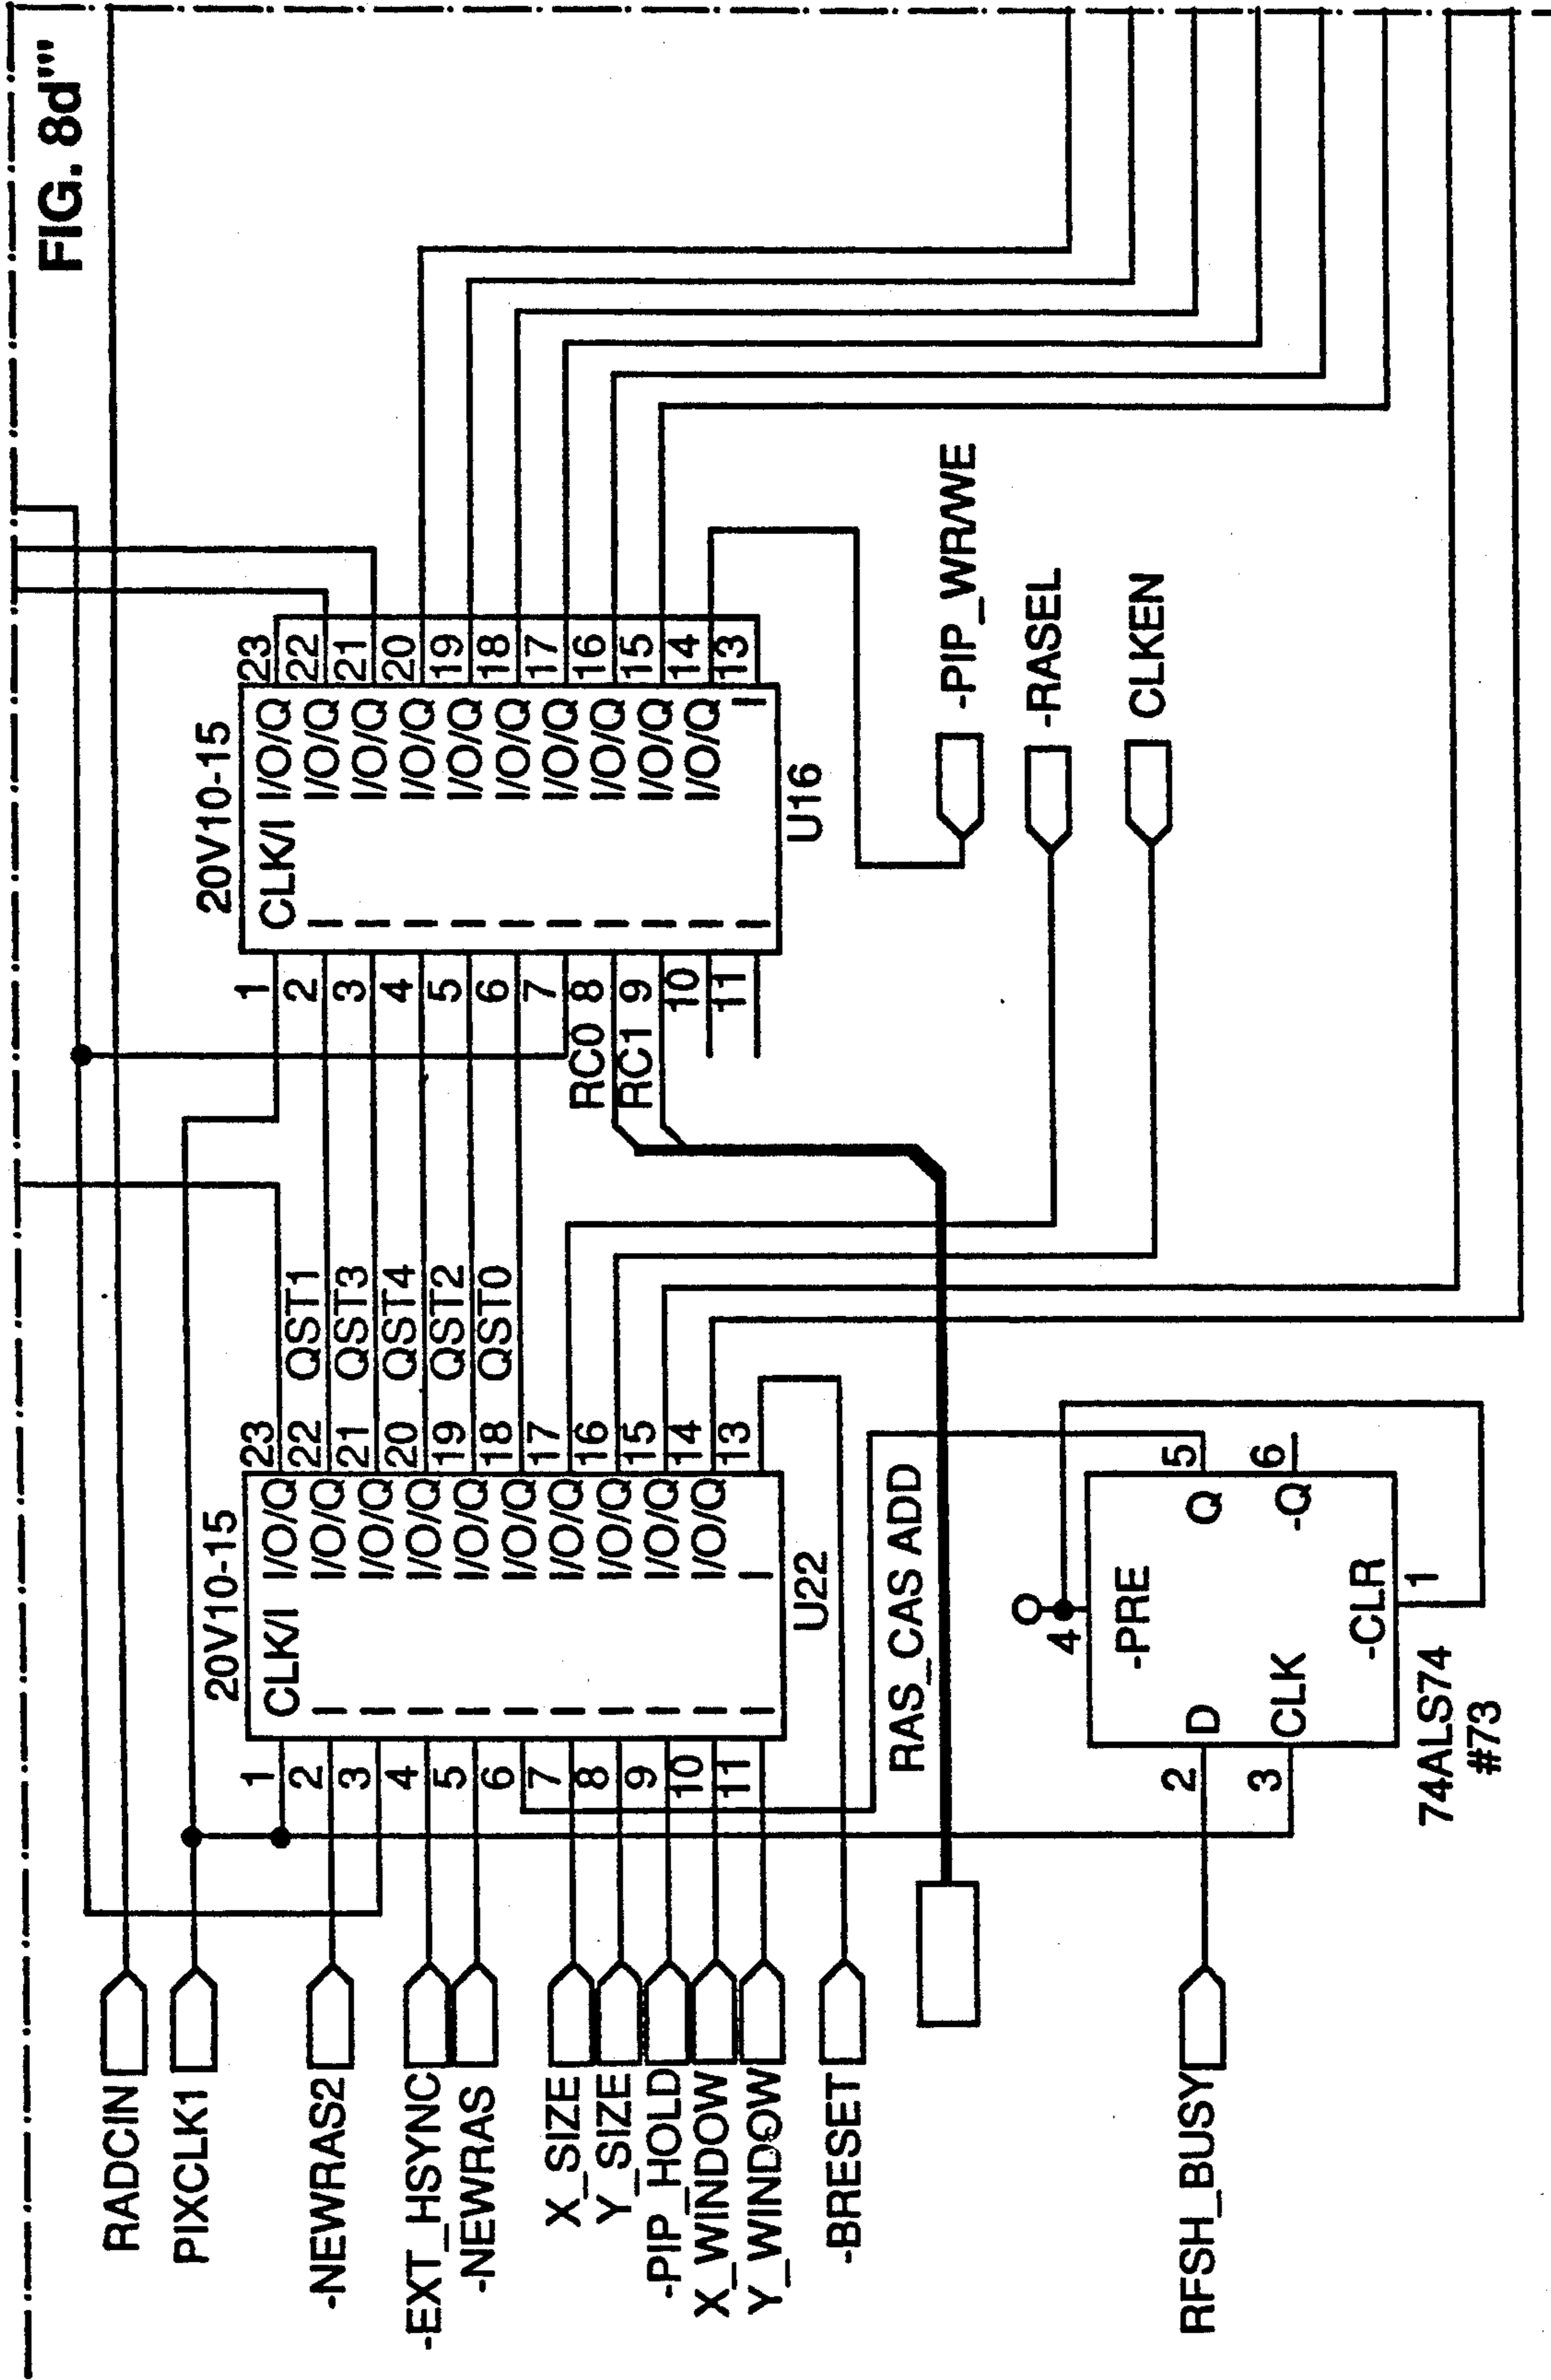 FIG. 8d'''
RADCIN
PIXCLK1
-NEWRAS2
-EXT_HSYNC
-NEWRAS
X_SIZE
Y_SIZE
-PIP_HOLD
X_WINDOW
Y_WINDOW
-BRESET
RFSH_BUSY
20V10-15
CLK/I I/O/Q
I I/O/Q
I I/O/Q
I I/O/Q
I I/O/Q
I I/O/Q
I I/O/Q
I I/O/Q
I I/O/Q
I I/O/Q
I I
1 23
2 22 QST1
3 21 QST3
4 20 QST4
5 19 QST2
6 18 QST0
7 17
8 16
9 15
10 14
11 13
U22
RAS_CAS ADD
20V10-15
CLK/I I/O/Q
I I/O/Q
I I/O/Q
I I/O/Q
I I/O/Q
I I/O/Q
I I/O/Q
I I/O/Q
I I/O/Q
I I/O/Q
I I
1 23
2 22
3 21
4 20
5 19
6 18
7 17
RC0 8 16
RC1 9 15
10 14
11 13
U16
-PIP_WR/WE
-RASEL
CLKEN
4
-PRE
2 D Q 5
3 CLK -Q 6
-CLR
1
74ALS74
#73